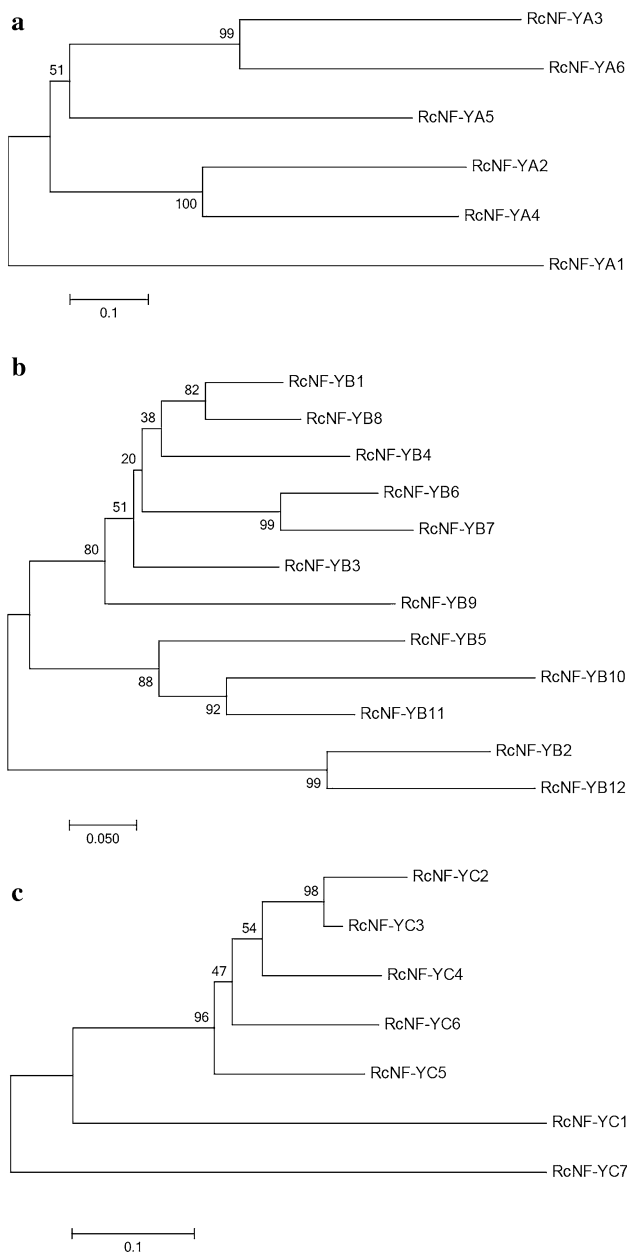 a
99
RcNF-YA3
RcNF-YA6
51
RcNF-YA5
RcNF-YA2
100
RcNF-YA4
RcNF-YA1
0.1
b
82
RcNF-YB1
RcNF-YB8
38
RcNF-YB4
20
RcNF-YB6
99
RcNF-YB7
51
RcNF-YB3
80
RcNF-YB9
RcNF-YB5
88
RcNF-YB10
92
RcNF-YB11
RcNF-YB2
99
RcNF-YB12
0.050
c
98
RcNF-YC2
RcNF-YC3
54
RcNF-YC4
47
RcNF-YC6
96
RcNF-YC5
RcNF-YC1
RcNF-YC7
0.1